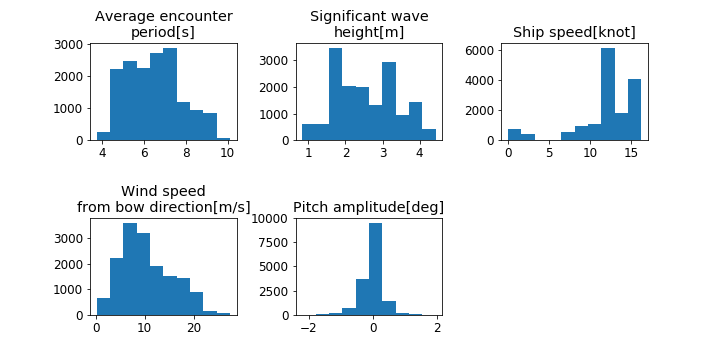 Average encounter
period[s]
3000
2000
1000
0
4 6 8 10
Significant wave
height[m]
3000
2000
1000
0
1 2 3 4
Ship speed[knot]
6000
4000
2000
0
0 5 10 15
Wind speed
from bow direction[m/s]
3000
2000
1000
0
0 10 20
Pitch amplitude[deg]
10000
7500
5000
2500
0
−2 0 2